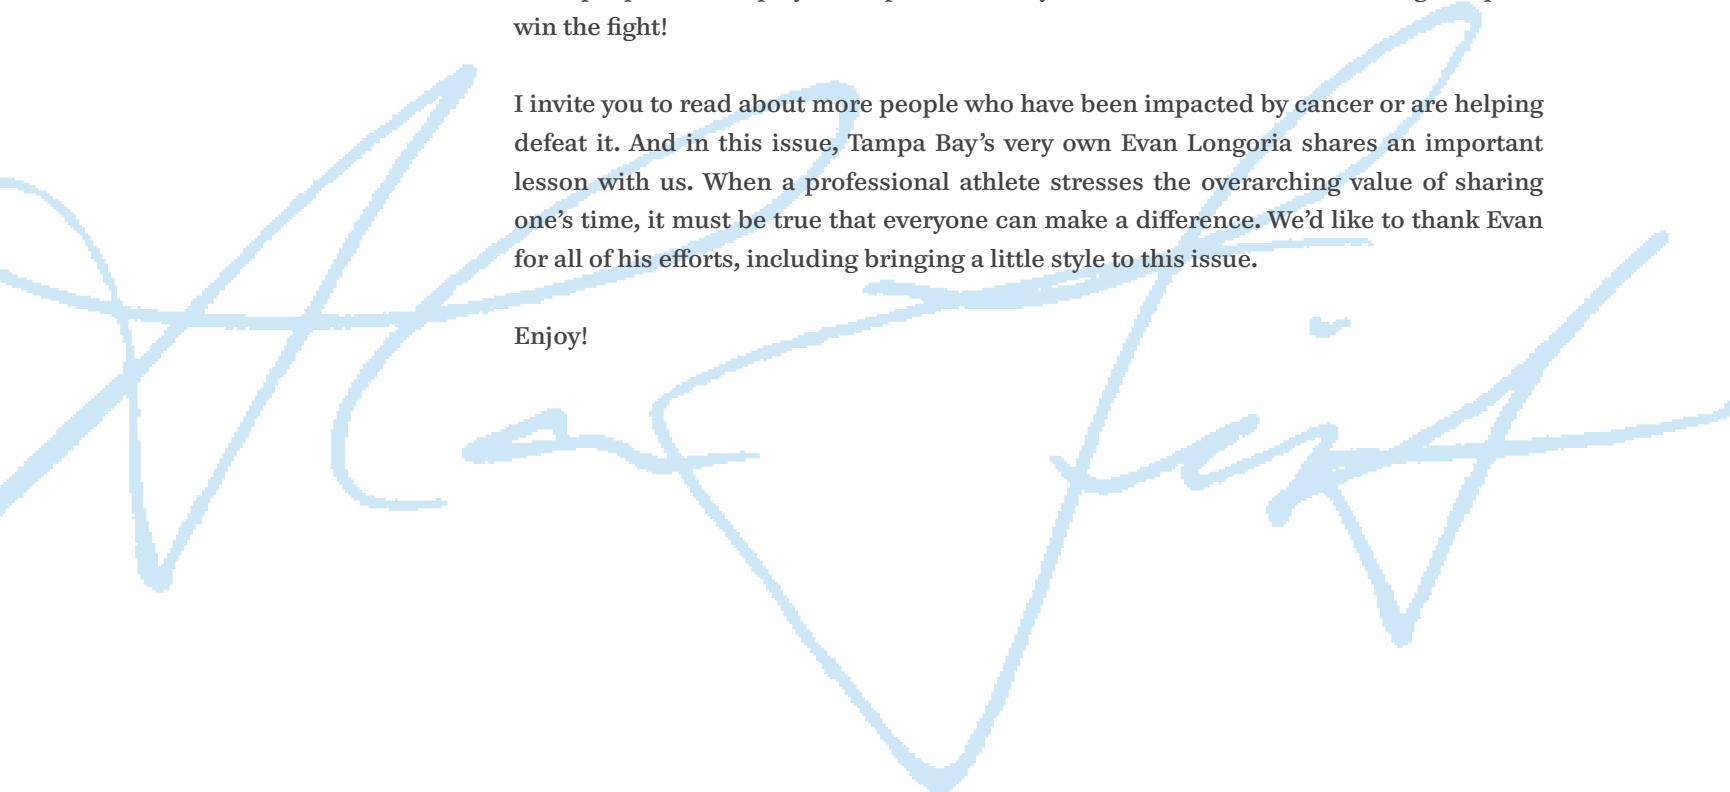 win the fight!
I invite you to read about more people who have been impacted by cancer or are helping
defeat it. And in this issue, Tampa Bay’s very own Evan Longoria shares an important
lesson with us. When a professional athlete stresses the overarching value of sharing
one’s time, it must be true that everyone can make a difference. We’d like to thank Evan
for all of his efforts, including bringing a little style to this issue.
Enjoy!